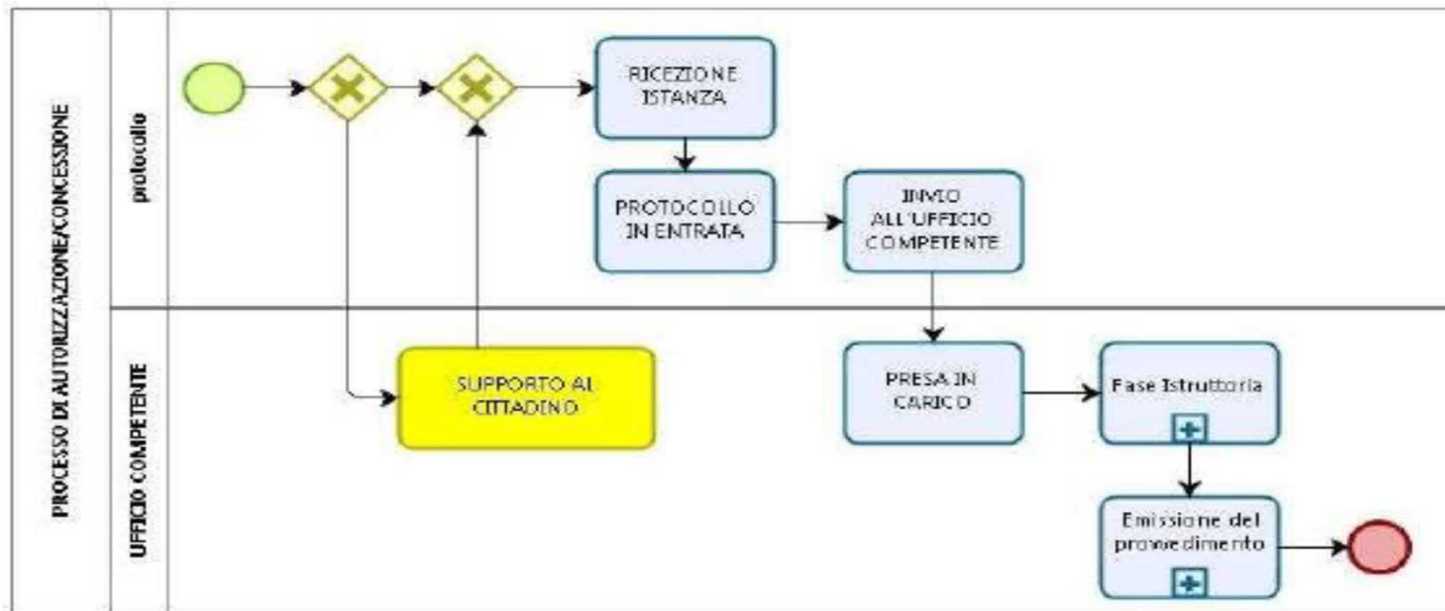 PROCESSO DI AUTORIZZAZIONE/CONCESSIONE
protocollo
RICEZIONE
ISTANZA
PROTOCOLLO
IN ENTRATA
INVIO
ALL'UFFICIO
COMPETENTE
UFFICIO COMPETENTE
SUPPORTO AL
CITTADINO
PRESA IN
CARICO
Fase Istruttoria
Emissione del
provvedimento